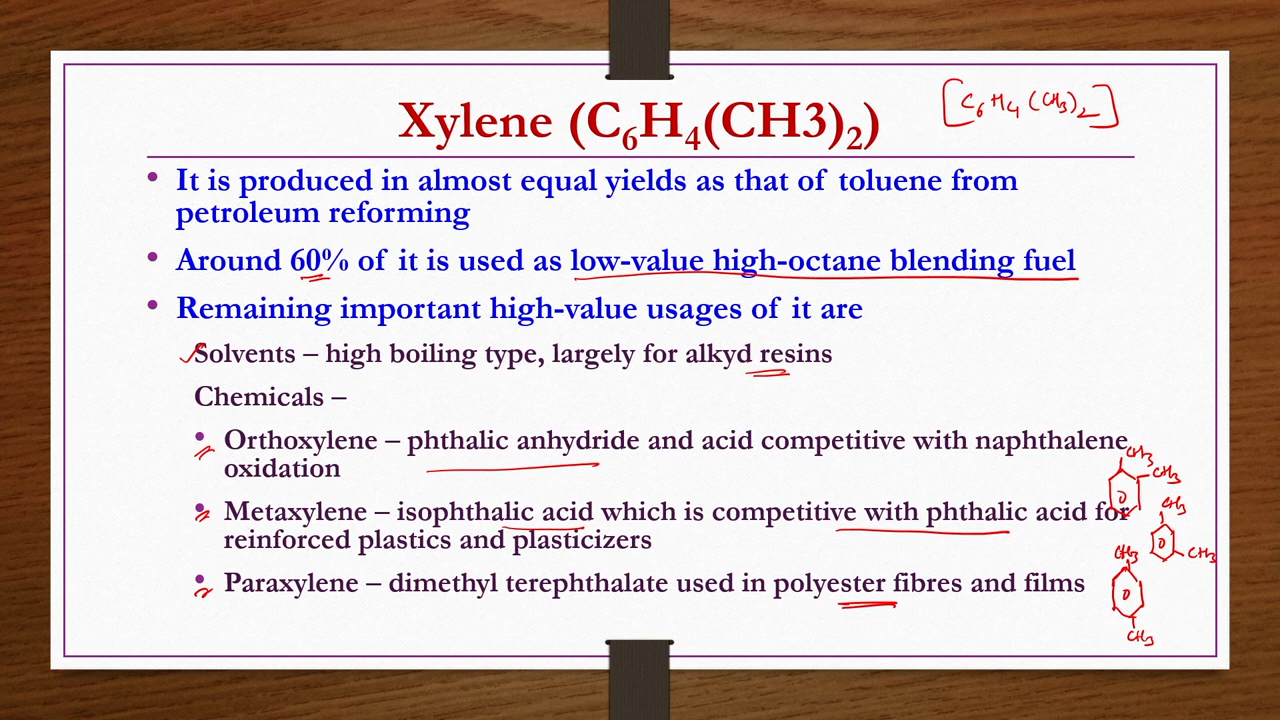 Xylene (C₆H₄(CH3)₂)
[C₆H₄(CH₃)₂]
• It is produced in almost equal yields as that of toluene from
petroleum reforming
• Around 60% of it is used as low-value high-octane blending fuel
• Remaining important high-value usages of it are
Solvents – high boiling type, largely for alkyd resins
Chemicals –
• Orthoxylene – phthalic anhydride and acid competitive with naphthalene
oxidation
CH₃
CH₃
• Metaxylene – isophthalic acid which is competitive with phthalic acid for
reinforced plastics and plasticizers
CH₃
CH₃
• Paraxylene – dimethyl terephthalate used in polyester fibres and films
CH₃
CH₃